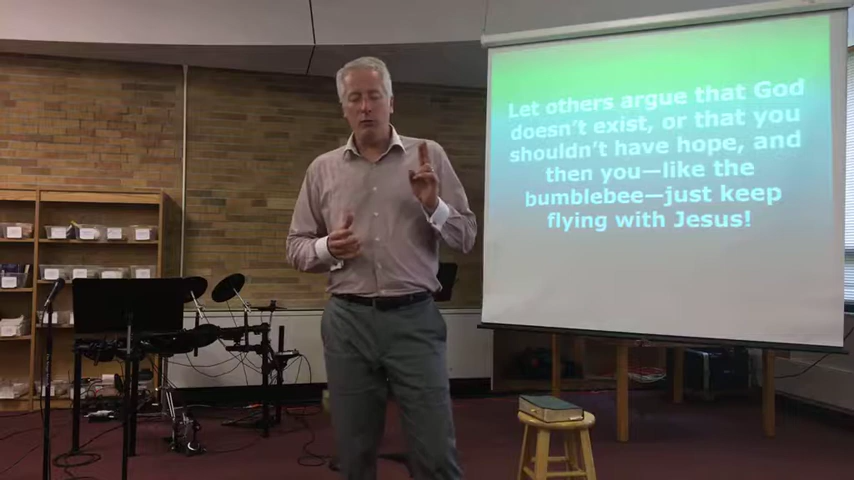 Let others argue that God
doesn't exist, or that you
shouldn't have hope, and
then you—like the
bumblebee—just keep
flying with Jesus!